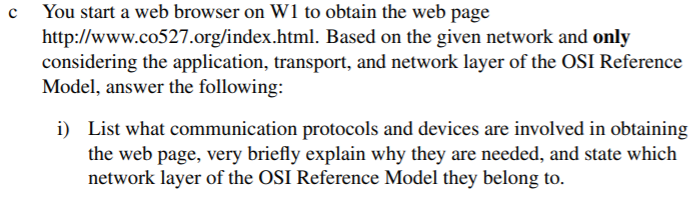 c You start a web browser on W1 to obtain the web page
http://www.co527.org/index.html. Based on the given network and only
considering the application, transport, and network layer of the OSI Reference
Model, answer the following:
i) List what communication protocols and devices are involved in obtaining
the web page, very briefly explain why they are needed, and state which
network layer of the OSI Reference Model they belong to.